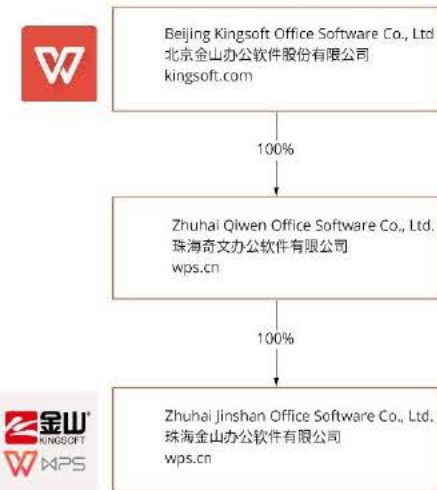 Beijing Kingsoft Office Software Co., Ltd
北京金山办公软件股份有限公司
kingsoft.com
100%
Zhuhai Qiwen Office Software Co., Ltd.
珠海奇文办公软件有限公司
wps.cn
100%
金山
KINGSOFT
WPS
Zhuhai Jinshan Office Software Co., Ltd.
珠海金山办公软件有限公司
wps.cn